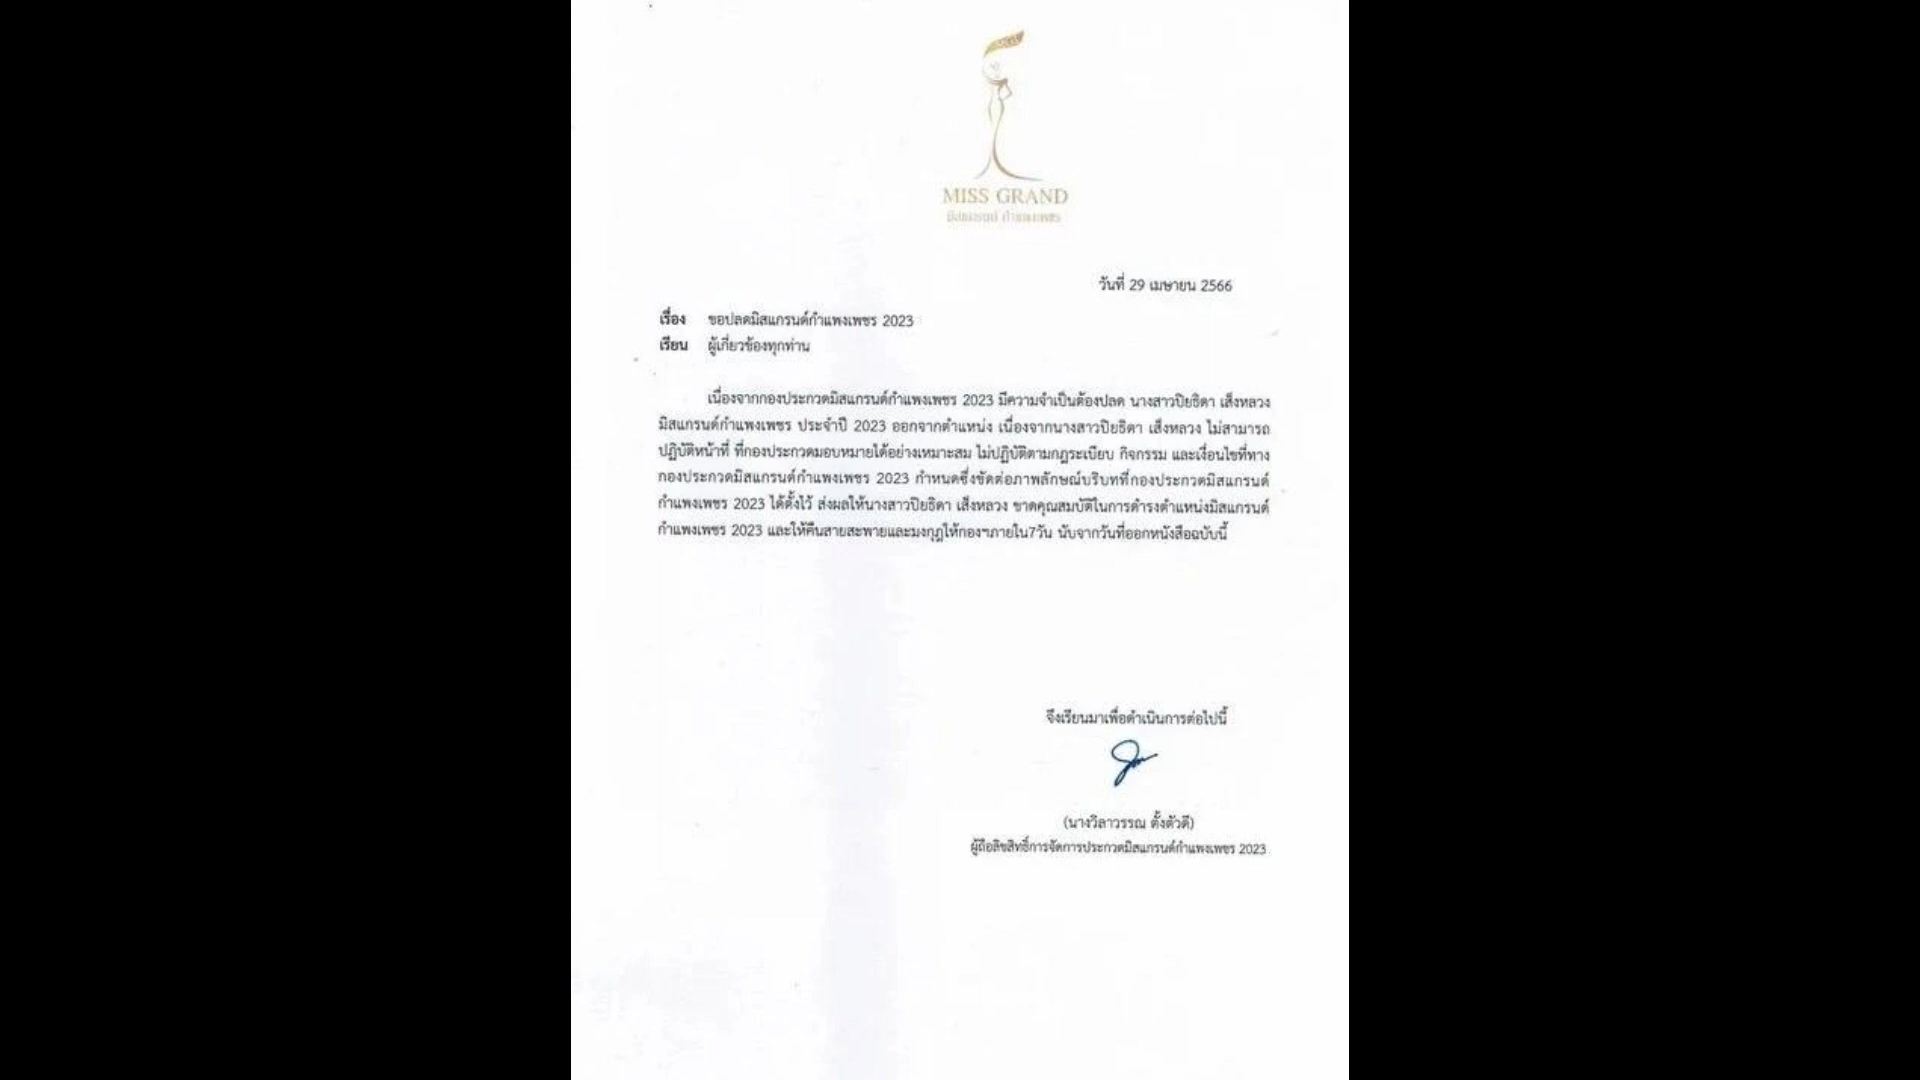 MISS GRAND
มิสแกรนด์ กำแพงเพชร
วันที่ 29 เมษายน 2566
เรื่อง ขอปลดมิสแกรนด์กำแพงเพชร 2023
เรียน ผู้เกี่ยวข้องทุกท่าน
เนื่องจากกองประกวดมิสแกรนด์กำแพงเพชร 2023 มีความจำเป็นต้องปลด นางสาวปิยธิดา เส็งหลวง
มิสแกรนด์กำแพงเพชร ประจำปี 2023 ออกจากตำแหน่ง เนื่องจากนางสาวปิยธิดา เส็งหลวง ไม่สามารถ
ปฏิบัติหน้าที่ ที่กองประกวดมอบหมายได้อย่างเหมาะสม ไม่ปฏิบัติตามกฎระเบียบ กิจกรรม และเงื่อนไขที่ทาง
กองประกวดมิสแกรนด์กำแพงเพชร 2023 กำหนดซึ่งขัดต่อภาพลักษณ์บริบทที่กองประกวดมิสแกรนด์
กำแพงเพชร 2023 ได้ตั้งไว้ ส่งผลให้นางสาวปิยธิดา เส็งหลวง ขาดคุณสมบัติในการดำรงตำแหน่งมิสแกรนด์
กำแพงเพชร 2023 และให้คืนสายสะพายและมงกุฎให้กองฯภายใน7วัน นับจากวันที่ออกหนังสือฉบับนี้
จึงเรียนมาเพื่อดำเนินการต่อไปนี้
(นางวิลาวรรณ ตั้งตัวดี)
ผู้ถือลิขสิทธิ์การจัดการประกวดมิสแกรนด์กำแพงเพชร 2023